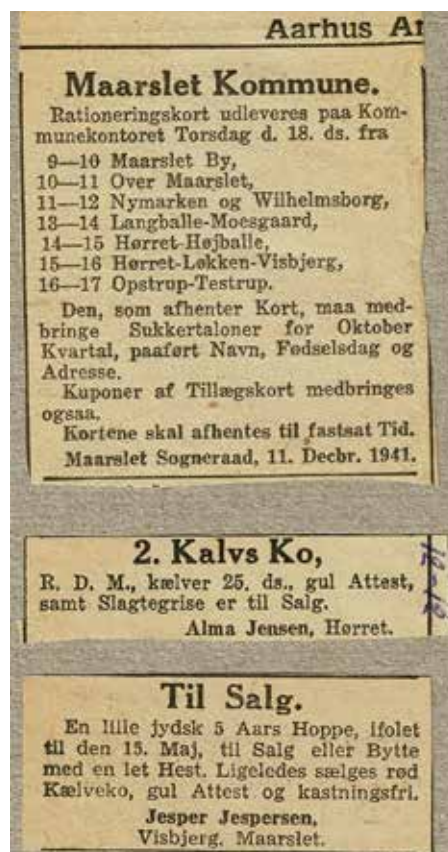 Aarhus A
Maarslet Kommune.
Rationeringskort udleveres paa Kom-
munekontoret Torsdag d. 18. ds. fra
9—10 Maarslet By,
10—11 Over Maarslet,
11—12 Nymarken og Wilhelmsborg,
13—14 Langballe-Moesgaard,
14—15 Hørret-Højballe,
15—16 Hørret-Løkken-Visbjerg,
16—17 Opstrup-Testrup.
Den, som afhenter Kort, maa med-
bringe Sukkertaloner for Oktober
Kvartal, paaført Navn, Fødselsdag og
Adresse.
Kuponer af Tillægskort medbringes
ogsaa.
Kortene skal afhentes til fastsat Tid.
Maarslet Sogneraad, 11. Decbr. 1941.
2. Kalvs Ko,
R. D. M., kælver 25. ds., gul Attest,
samt Slagtegrise er til Salg.
Alma Jensen, Hørret.
Til Salg.
En lille jydsk 5 Aars Hoppe, ifolet
til den 15. Maj, til Salg eller Bytte
med en let Hest. Ligeledes sælges rød
Kælveko, gul Attest og kastningsfri.
Jesper Jespersen,
Visbjerg, Maarslet.